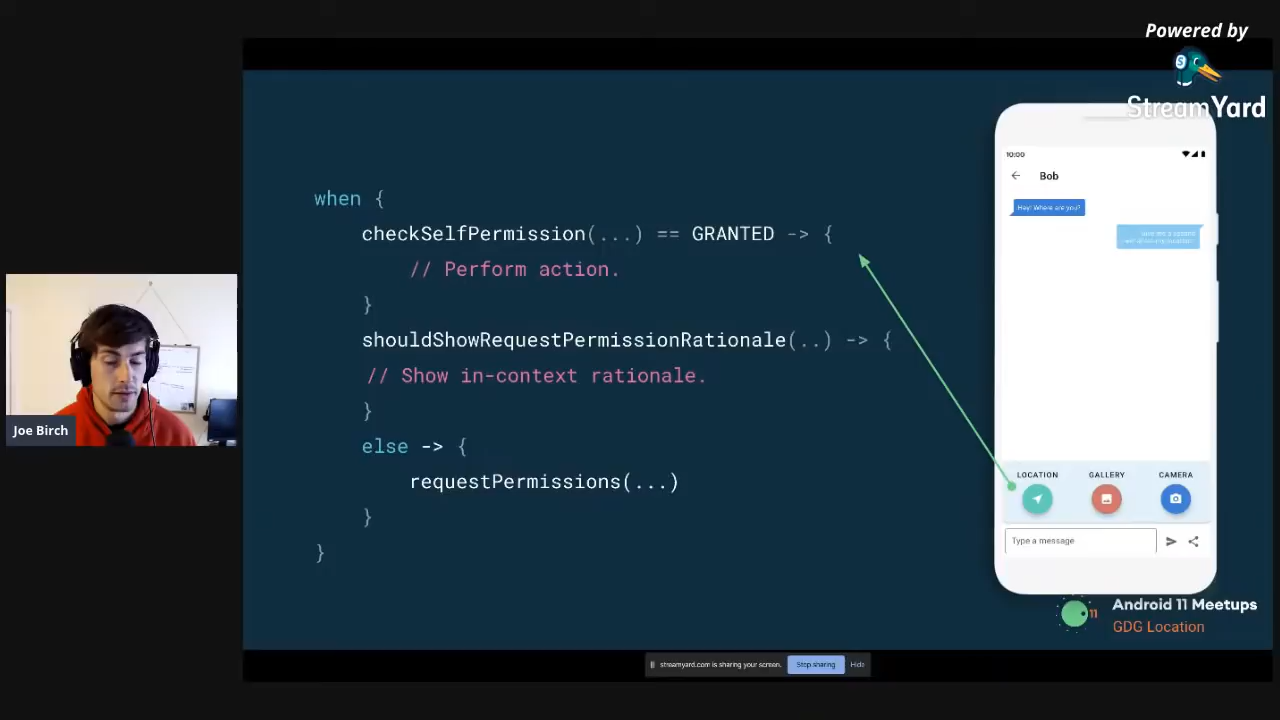 Powered by
StreamYard
when {
checkSelfPermission(...) == GRANTED -> {
// Perform action.
}
shouldShowRequestPermissionRationale(..) -> {
// Show in-context rationale.
}
else -> {
requestPermissions(...)
}
}
Joe Birch
10:00
Bob
Hey! Where are you?
LOCATION GALLERY CAMERA
Type a message
11 Android 11 Meetups
GDG Location
streamyard.com is sharing your screen. Stop sharing Hide